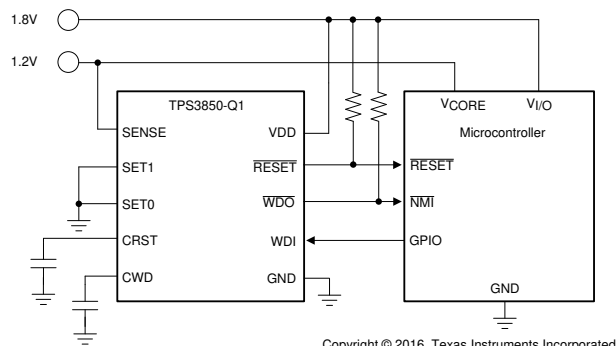 1.8V
1.2V
TPS3850-Q1
SENSE
VDD
SET1
RESET
SET0
WDO
CRST
WDI
CWD
GND
VCORE
VI/O
Microcontroller
RESET
NMI
GPIO
GND
Copyright © 2016, Texas Instruments Incorporated